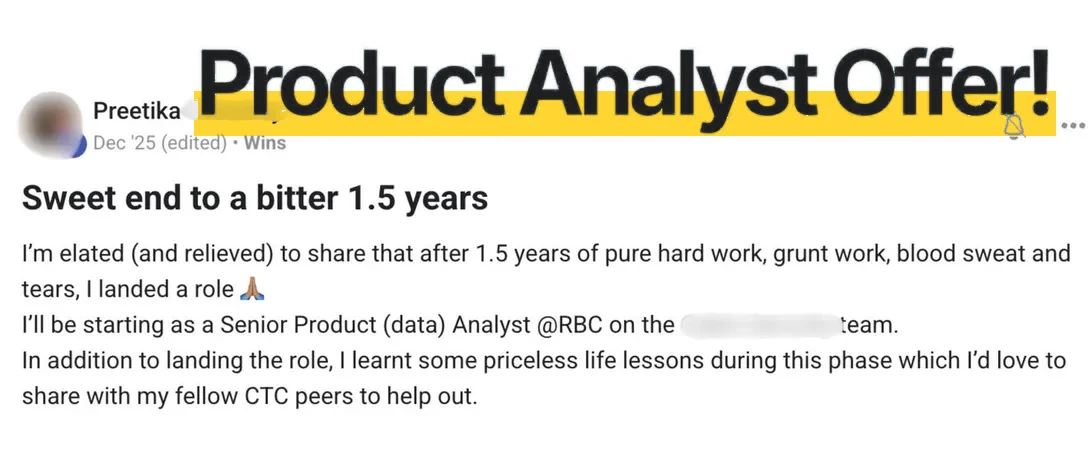 Product Analyst Offer!
Preetika
Dec '25 (edited) • Wins
Sweet end to a bitter 1.5 years
I'm elated (and relieved) to share that after 1.5 years of pure hard work, grunt work, blood sweat and
tears, I landed a role 🙏🏽
I'll be starting as a Senior Product (data) Analyst @RBC on the team.
In addition to landing the role, I learnt some priceless life lessons during this phase which I'd love to
share with my fellow CTC peers to help out.